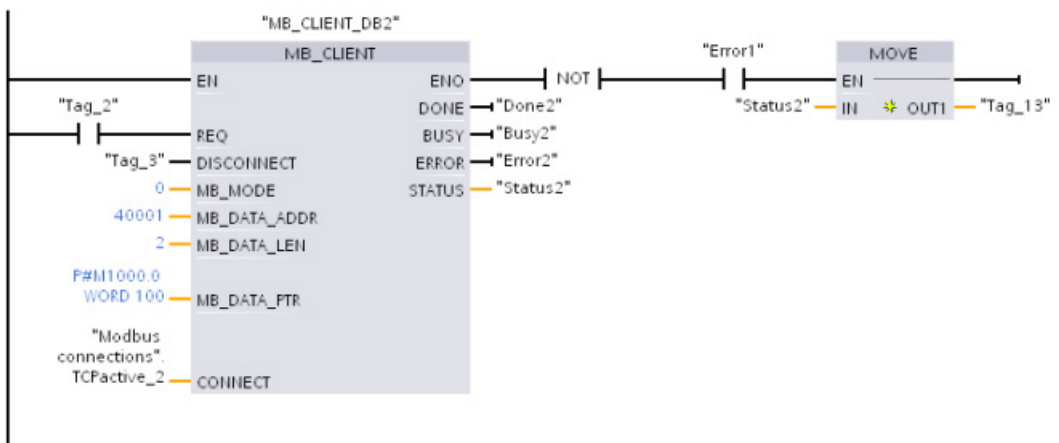 "MB_CLIENT_DB2"
MB_CLIENT
"Error1"
MOVE
EN
ENO
NOT
EN
"Tag_2"
DONE
"Done2"
"Status2"
IN
OUT1
"Tag_13"
REQ
BUSY
"Busy2"
"Tag_3"
DISCONNECT
ERROR
"Error2"
0
MB_MODE
STATUS
"Status2"
40001
MB_DATA_ADDR
2
MB_DATA_LEN
P#M1000.0
WORD 100
MB_DATA_PTR
"Modbus
connections".
TCPactive_2
CONNECT